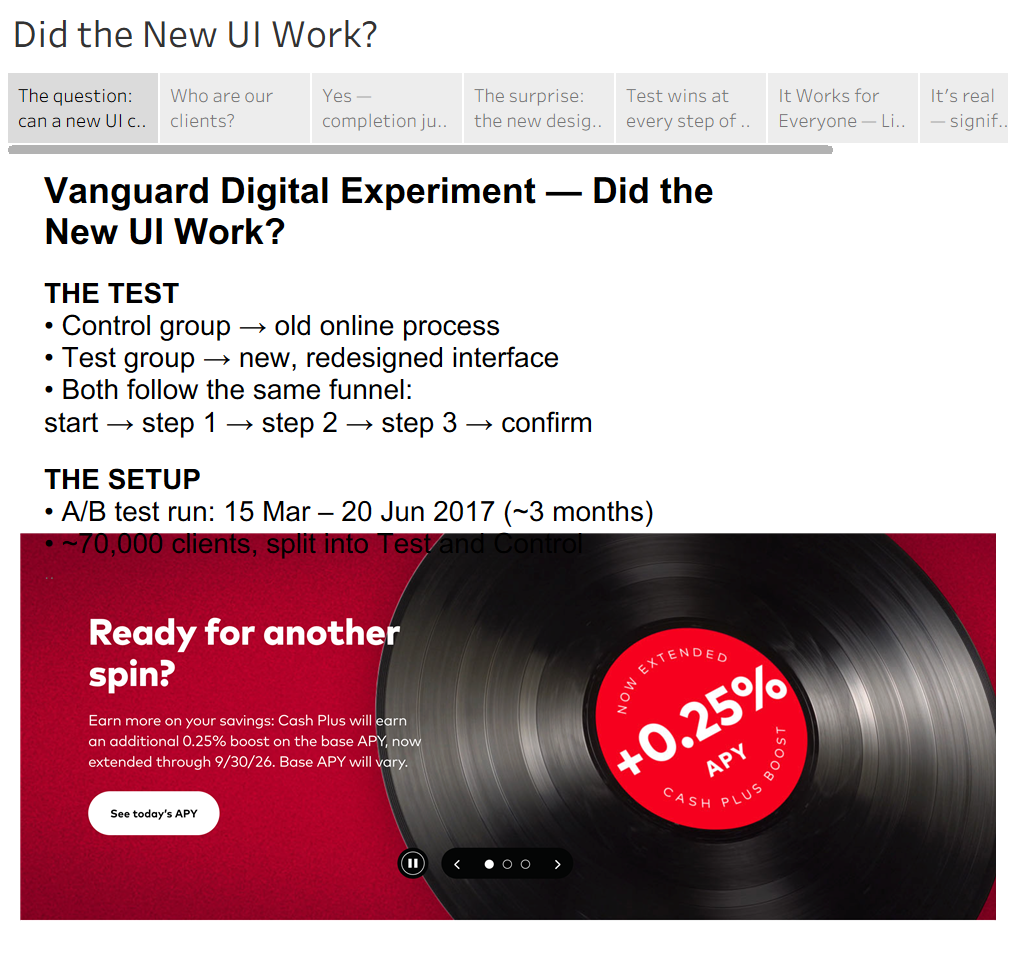 Did the New UI Work?
The question: can a new UI c..
Who are our clients?
Yes — completion ju..
The surprise: the new desig..
Test wins at every step of ..
It Works for Everyone — Li..
It's real — signif..
Vanguard Digital Experiment — Did the
New UI Work?
THE TEST
• Control group → old online process
• Test group → new, redesigned interface
• Both follow the same funnel:
start → step 1 → step 2 → step 3 → confirm
THE SETUP
• A/B test run: 15 Mar – 20 Jun 2017 (~3 months)
• ~70,000 clients, split into Test and Control
..
Ready for another
spin?
Earn more on your savings: Cash Plus will earn
an additional 0.25% boost on the base APY, now
extended through 9/30/26. Base APY will vary.
See today's APY
NOW EXTENDED
+0.25%
APY
CASH PLUS BOOST